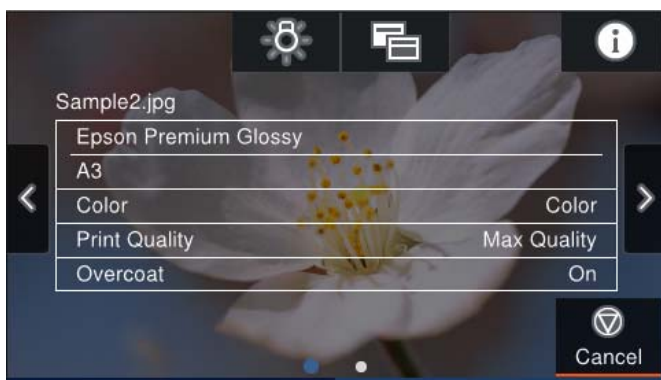 Sample2.jpg
Epson Premium Glossy
A3
Color Color
Print Quality Max Quality
Overcoat On
Cancel